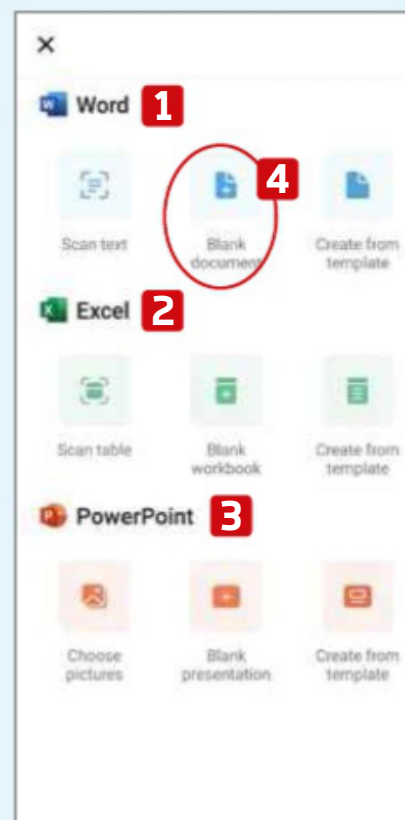 ×
Word 1
4
Scan text
Blank
document
Create from
template
Excel 2
Scan table
Blank
workbook
Create from
template
PowerPoint 3
Choose
pictures
Blank
presentation
Create from
template